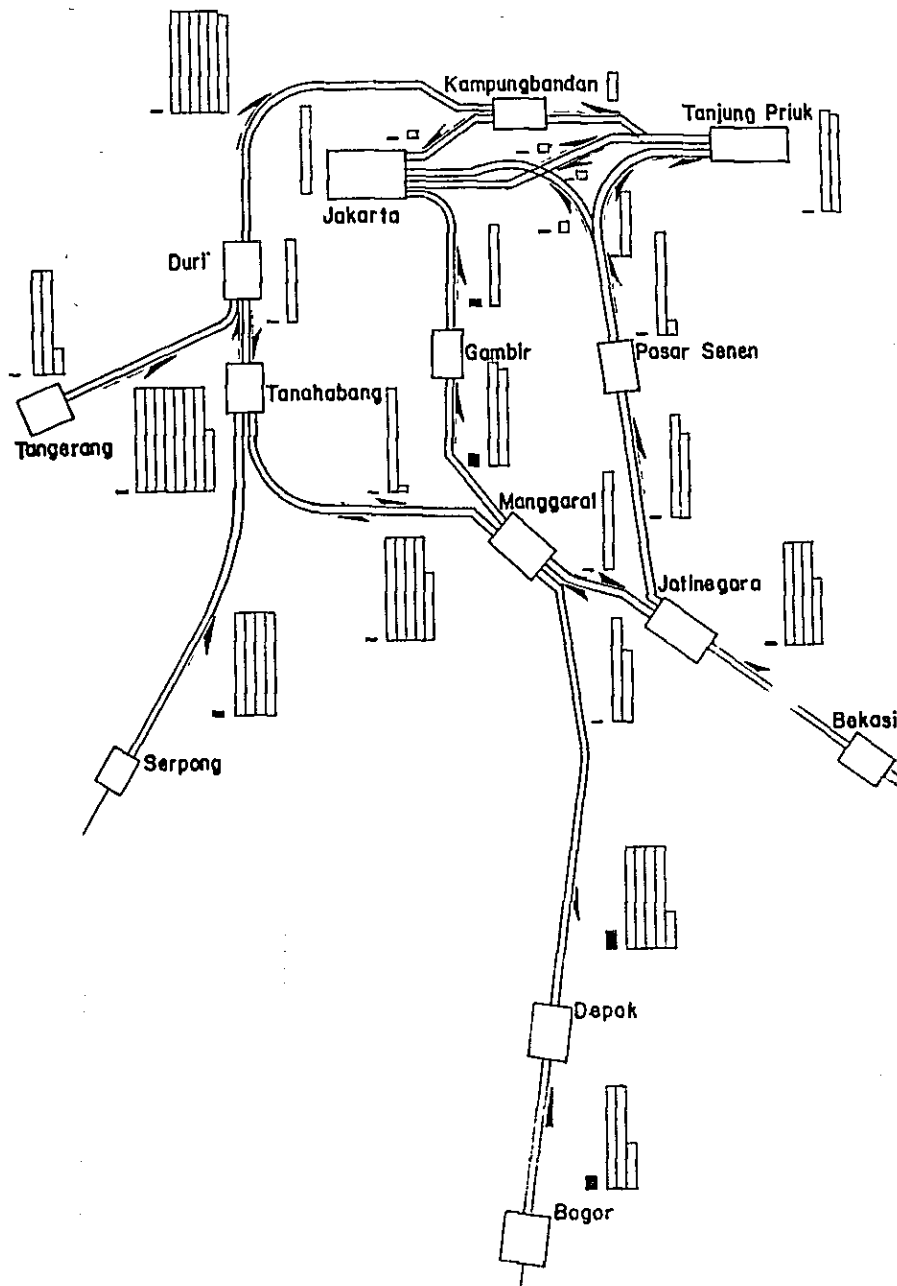 Kampungbandan
Tanjung Priuk
Jakarta
Duri
Gambir
Pasar Senen
Tanahabang
Tangerang
Manggarai
Jatinegara
Bekasi
Serpong
Depok
Bogor